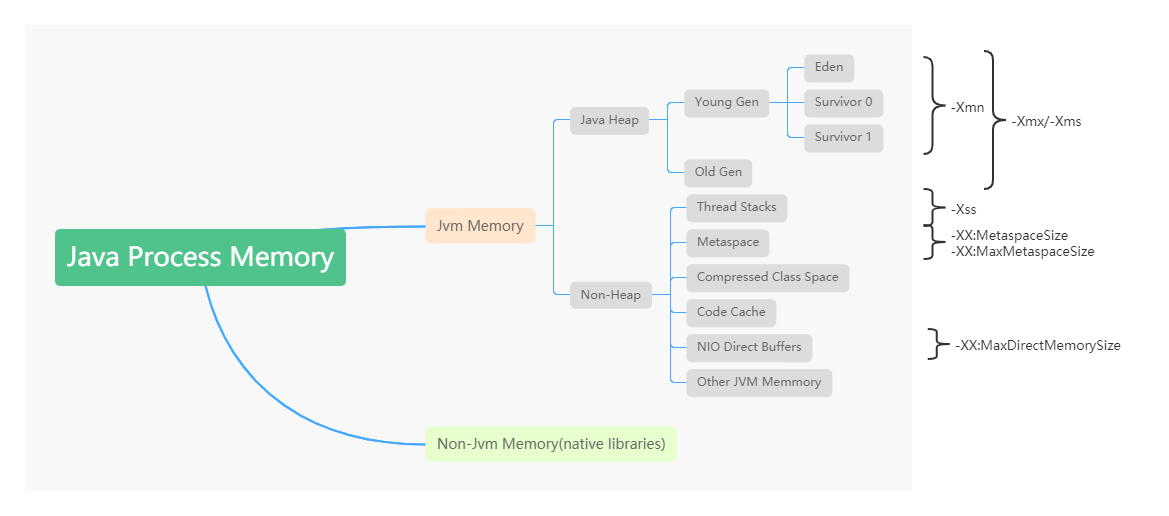 Java Process Memory
Jvm Memory
Java Heap
Young Gen
Eden
Survivor 0
Survivor 1
Old Gen
Non-Heap
Thread Stacks
Metaspace
Compressed Class Space
Code Cache
NIO Direct Buffers
Other JVM Memmory
Non-Jvm Memory(native libraries)
-Xmn
-Xmx/-Xms
-Xss
-XX:MetaspaceSize
-XX:MaxMetaspaceSize
-XX:MaxDirectMemorySize